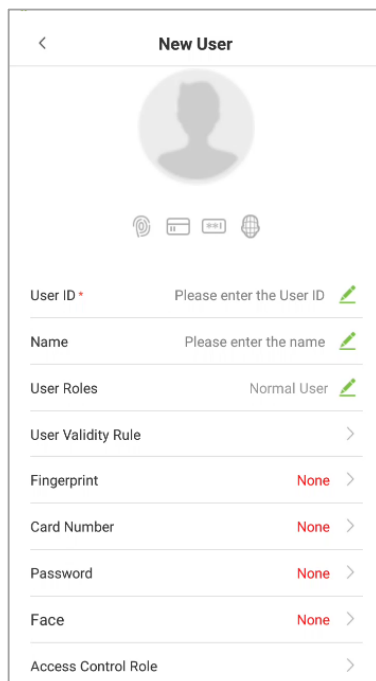 New User
**|
User ID * Please enter the User ID
Name Please enter the name
User Roles Normal User
User Validity Rule
Fingerprint None
Card Number None
Password None
Face None
Access Control Role